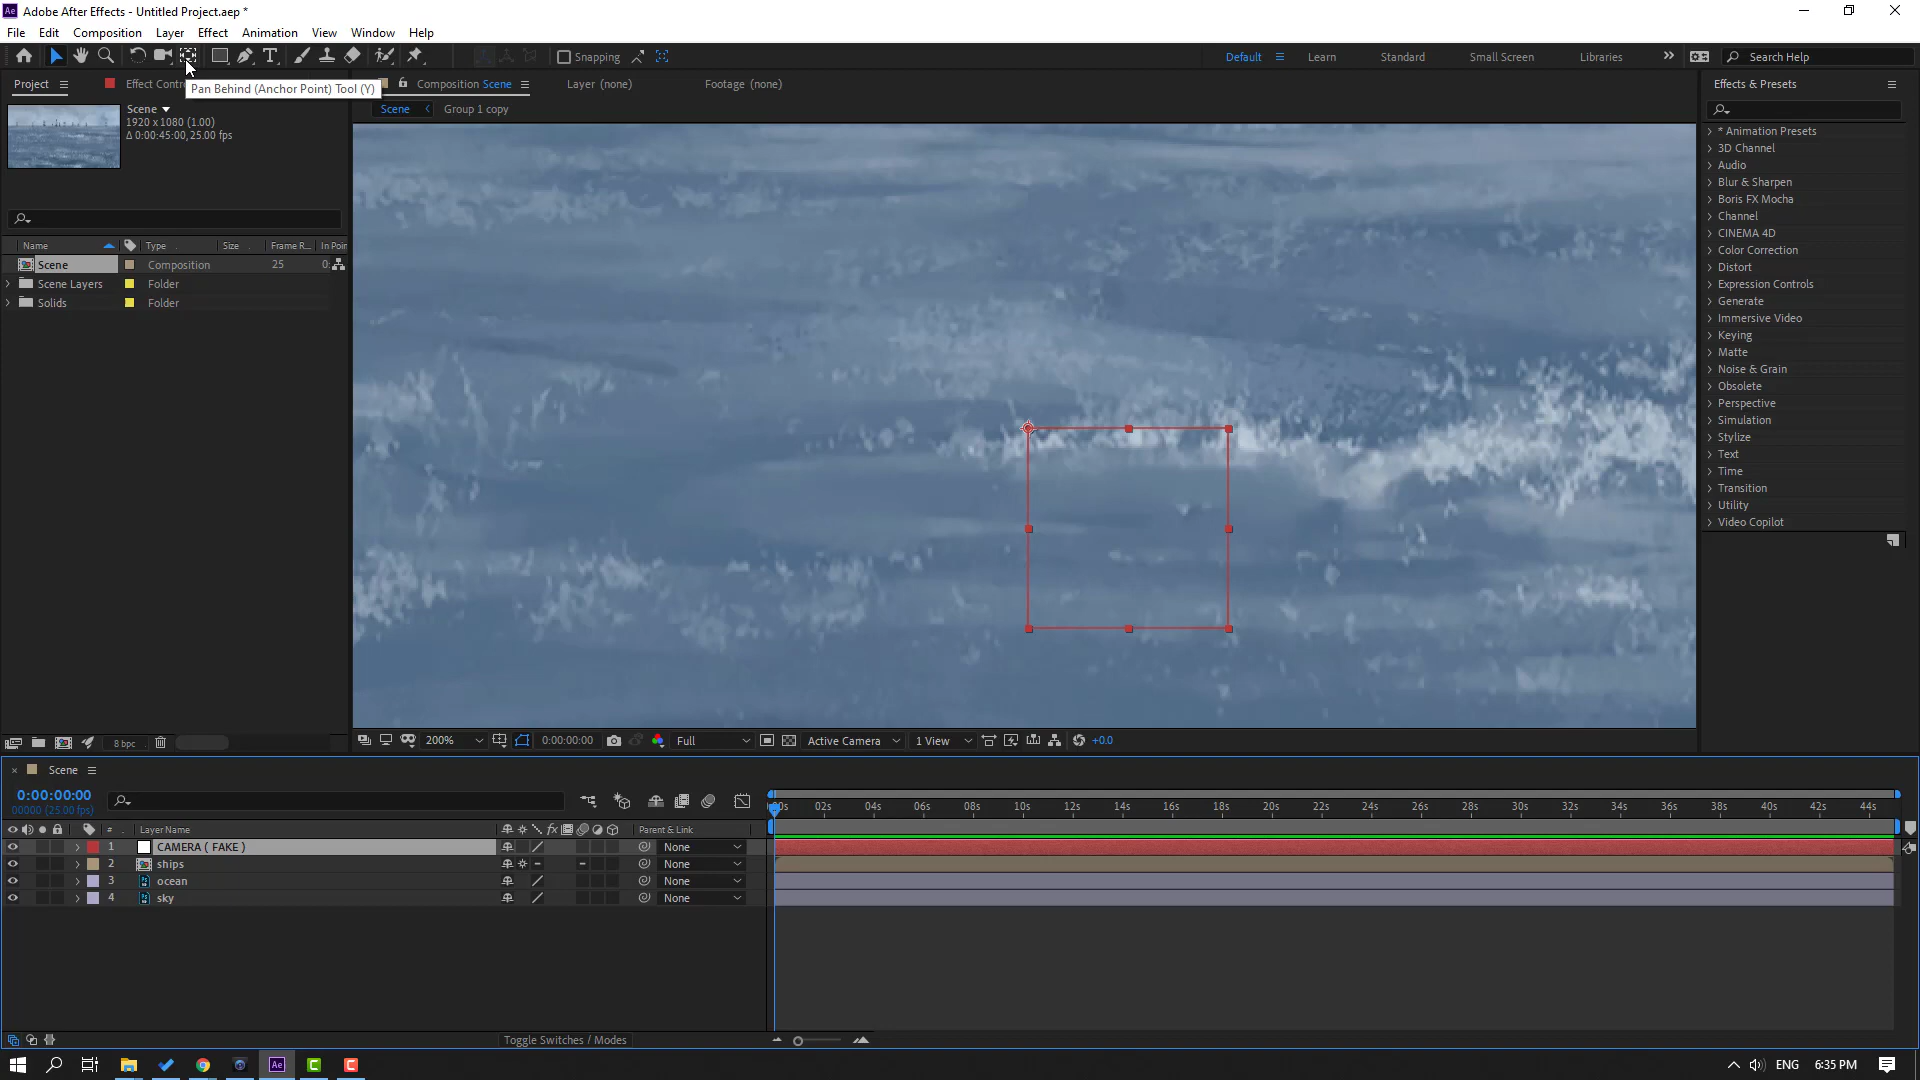 Adobe After Effects - Untitled Project.aep *
File Edit Composition Layer Effect Animation View Window Help
Snapping
Default Learn Standard Small Screen Libraries Search Help
Project Effect Contr
Pan Behind (Anchor Point) Tool (Y)
Composition Scene Layer (none) Footage (none)
Effects & Presets
Scene Group 1 copy
Scene
1920 x 1080 (1.00)
Δ 0:00:45:00, 25.00 fps
Name Type Size Frame R... In Poin
Scene Composition 25 0:
Scene Layers Folder
Solids Folder
* Animation Presets
3D Channel
Audio
Blur & Sharpen
Boris FX Mocha
Channel
CINEMA 4D
Color Correction
Distort
Expression Controls
Generate
Immersive Video
Keying
Matte
Noise & Grain
Obsolete
Perspective
Simulation
Stylize
Text
Time
Transition
Utility
Video Copilot
8 bpc
200% 0:00:00:00 Full Active Camera 1 View +0.0
Scene
0:00:00:00
00000 (25.00 fps)
02s 04s 06s 08s 10s 12s 14s 16s 18s 20s 22s 24s 26s 28s 30s 32s 34s 36s 38s 40s 42s 44s
# Layer Name Parent & Link
1 CAMERA ( FAKE ) None
2 ships None
3 ocean None
4 sky None
Toggle Switches / Modes
ENG 6:35 PM